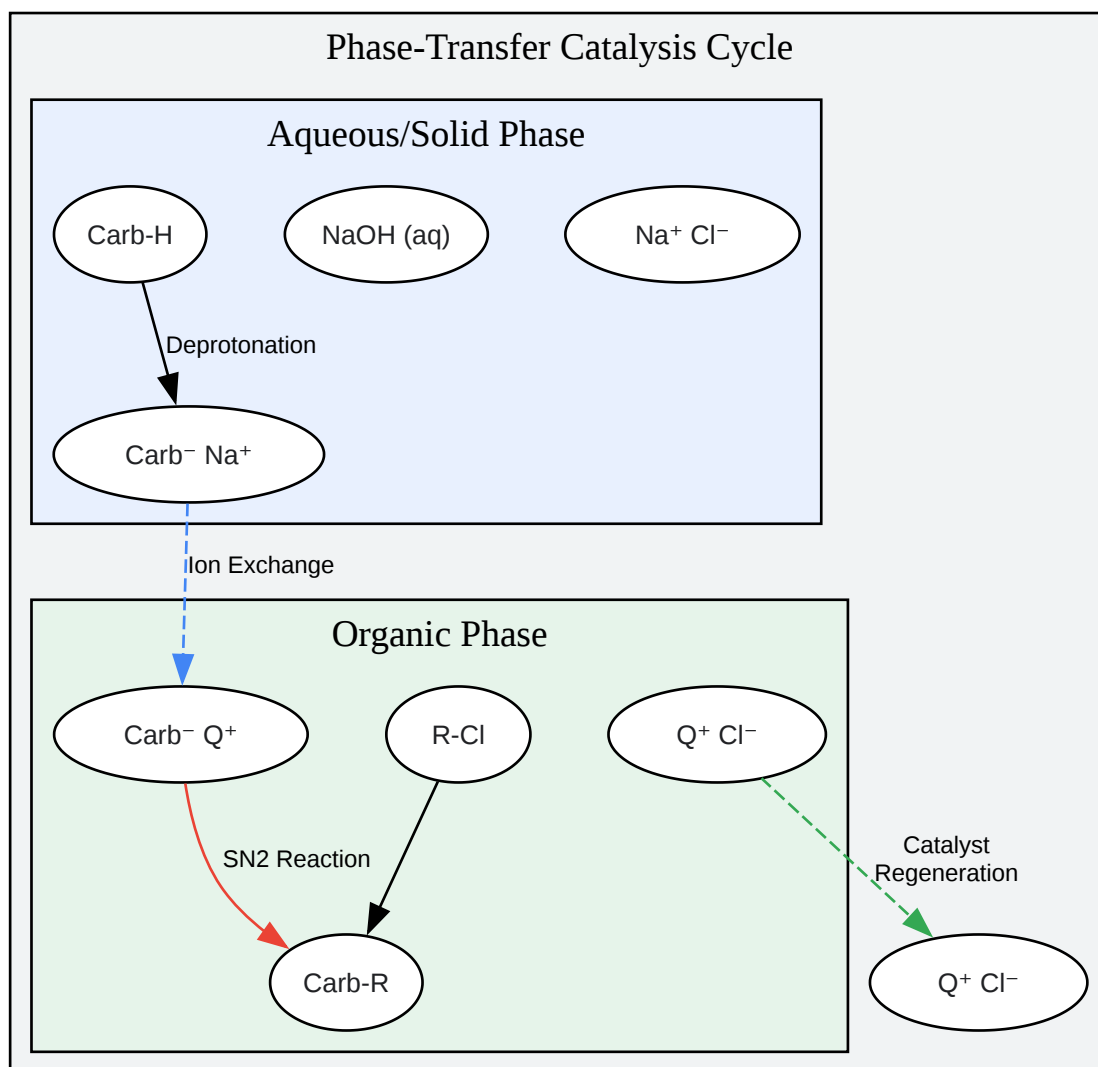 Phase-Transfer Catalysis Cycle
Aqueous/Solid Phase
Carb-H
NaOH (aq)
Na⁺ Cl⁻
Deprotonation
Carb⁻ Na⁺
Ion Exchange
Organic Phase
Carb⁻ Q⁺
R-Cl
Q⁺ Cl⁻
SN2 Reaction
Catalyst
Regeneration
Carb-R
Q⁺ Cl⁻